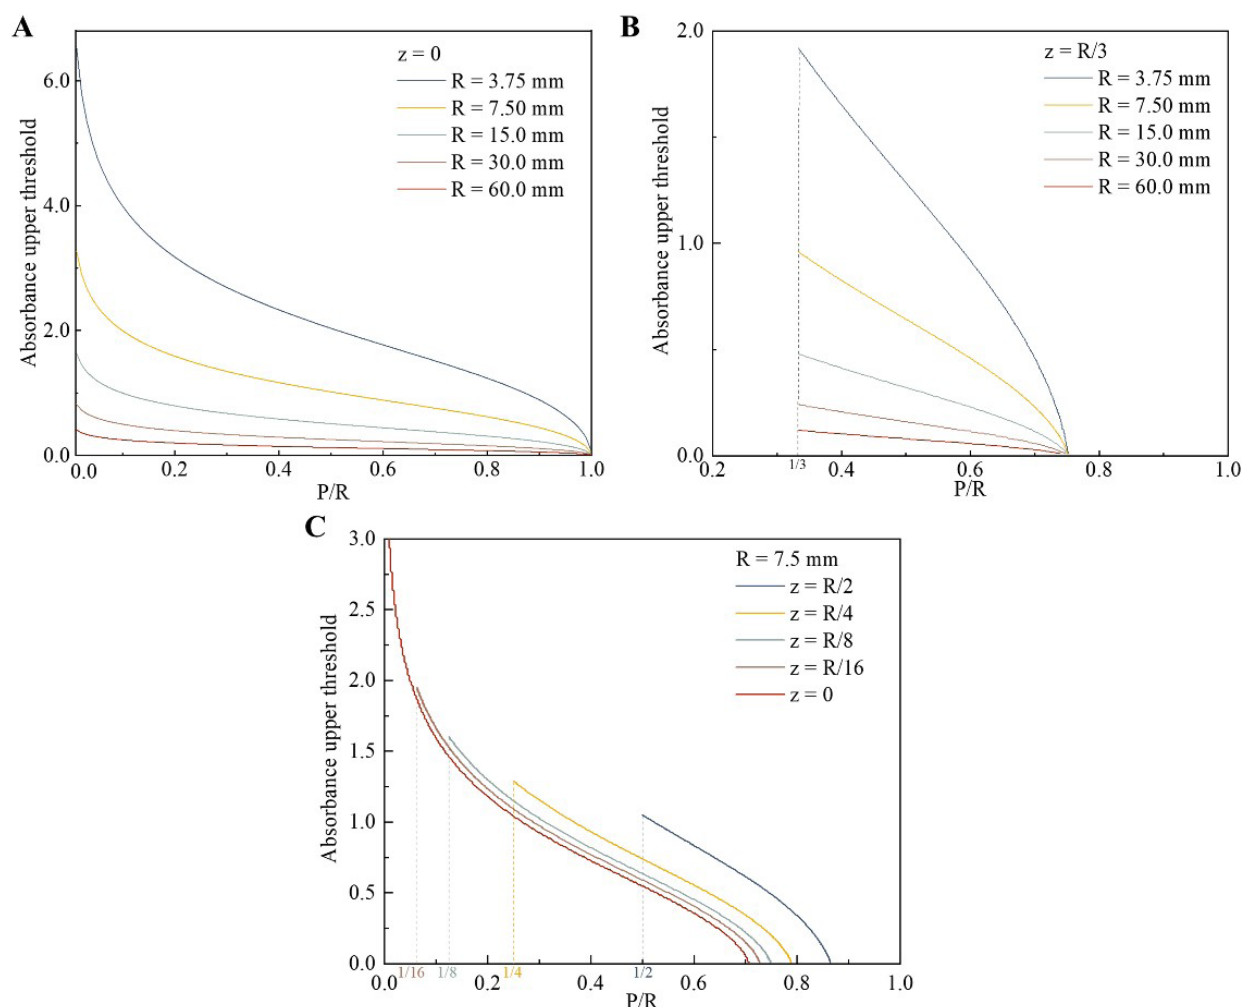 A
z = 0
R = 3.75 mm
R = 7.50 mm
R = 15.0 mm
R = 30.0 mm
R = 60.0 mm
Absorbance upper threshold
6.0
4.0
2.0
0.0
0.0 0.2 0.4 0.6 0.8 1.0
P/R
B
z = R/3
R = 3.75 mm
R = 7.50 mm
R = 15.0 mm
R = 30.0 mm
R = 60.0 mm
Absorbance upper threshold
2.0
1.0
0.0
0.2 1/3 0.4 0.6 0.8 1.0
P/R
C
R = 7.5 mm
z = R/2
z = R/4
z = R/8
z = R/16
z = 0
Absorbance upper threshold
3.0
2.5
2.0
1.5
1.0
0.5
0.0
1/16 1/8 1/4 1/2
0.0 0.2 0.4 0.6 0.8 1.0
P/R